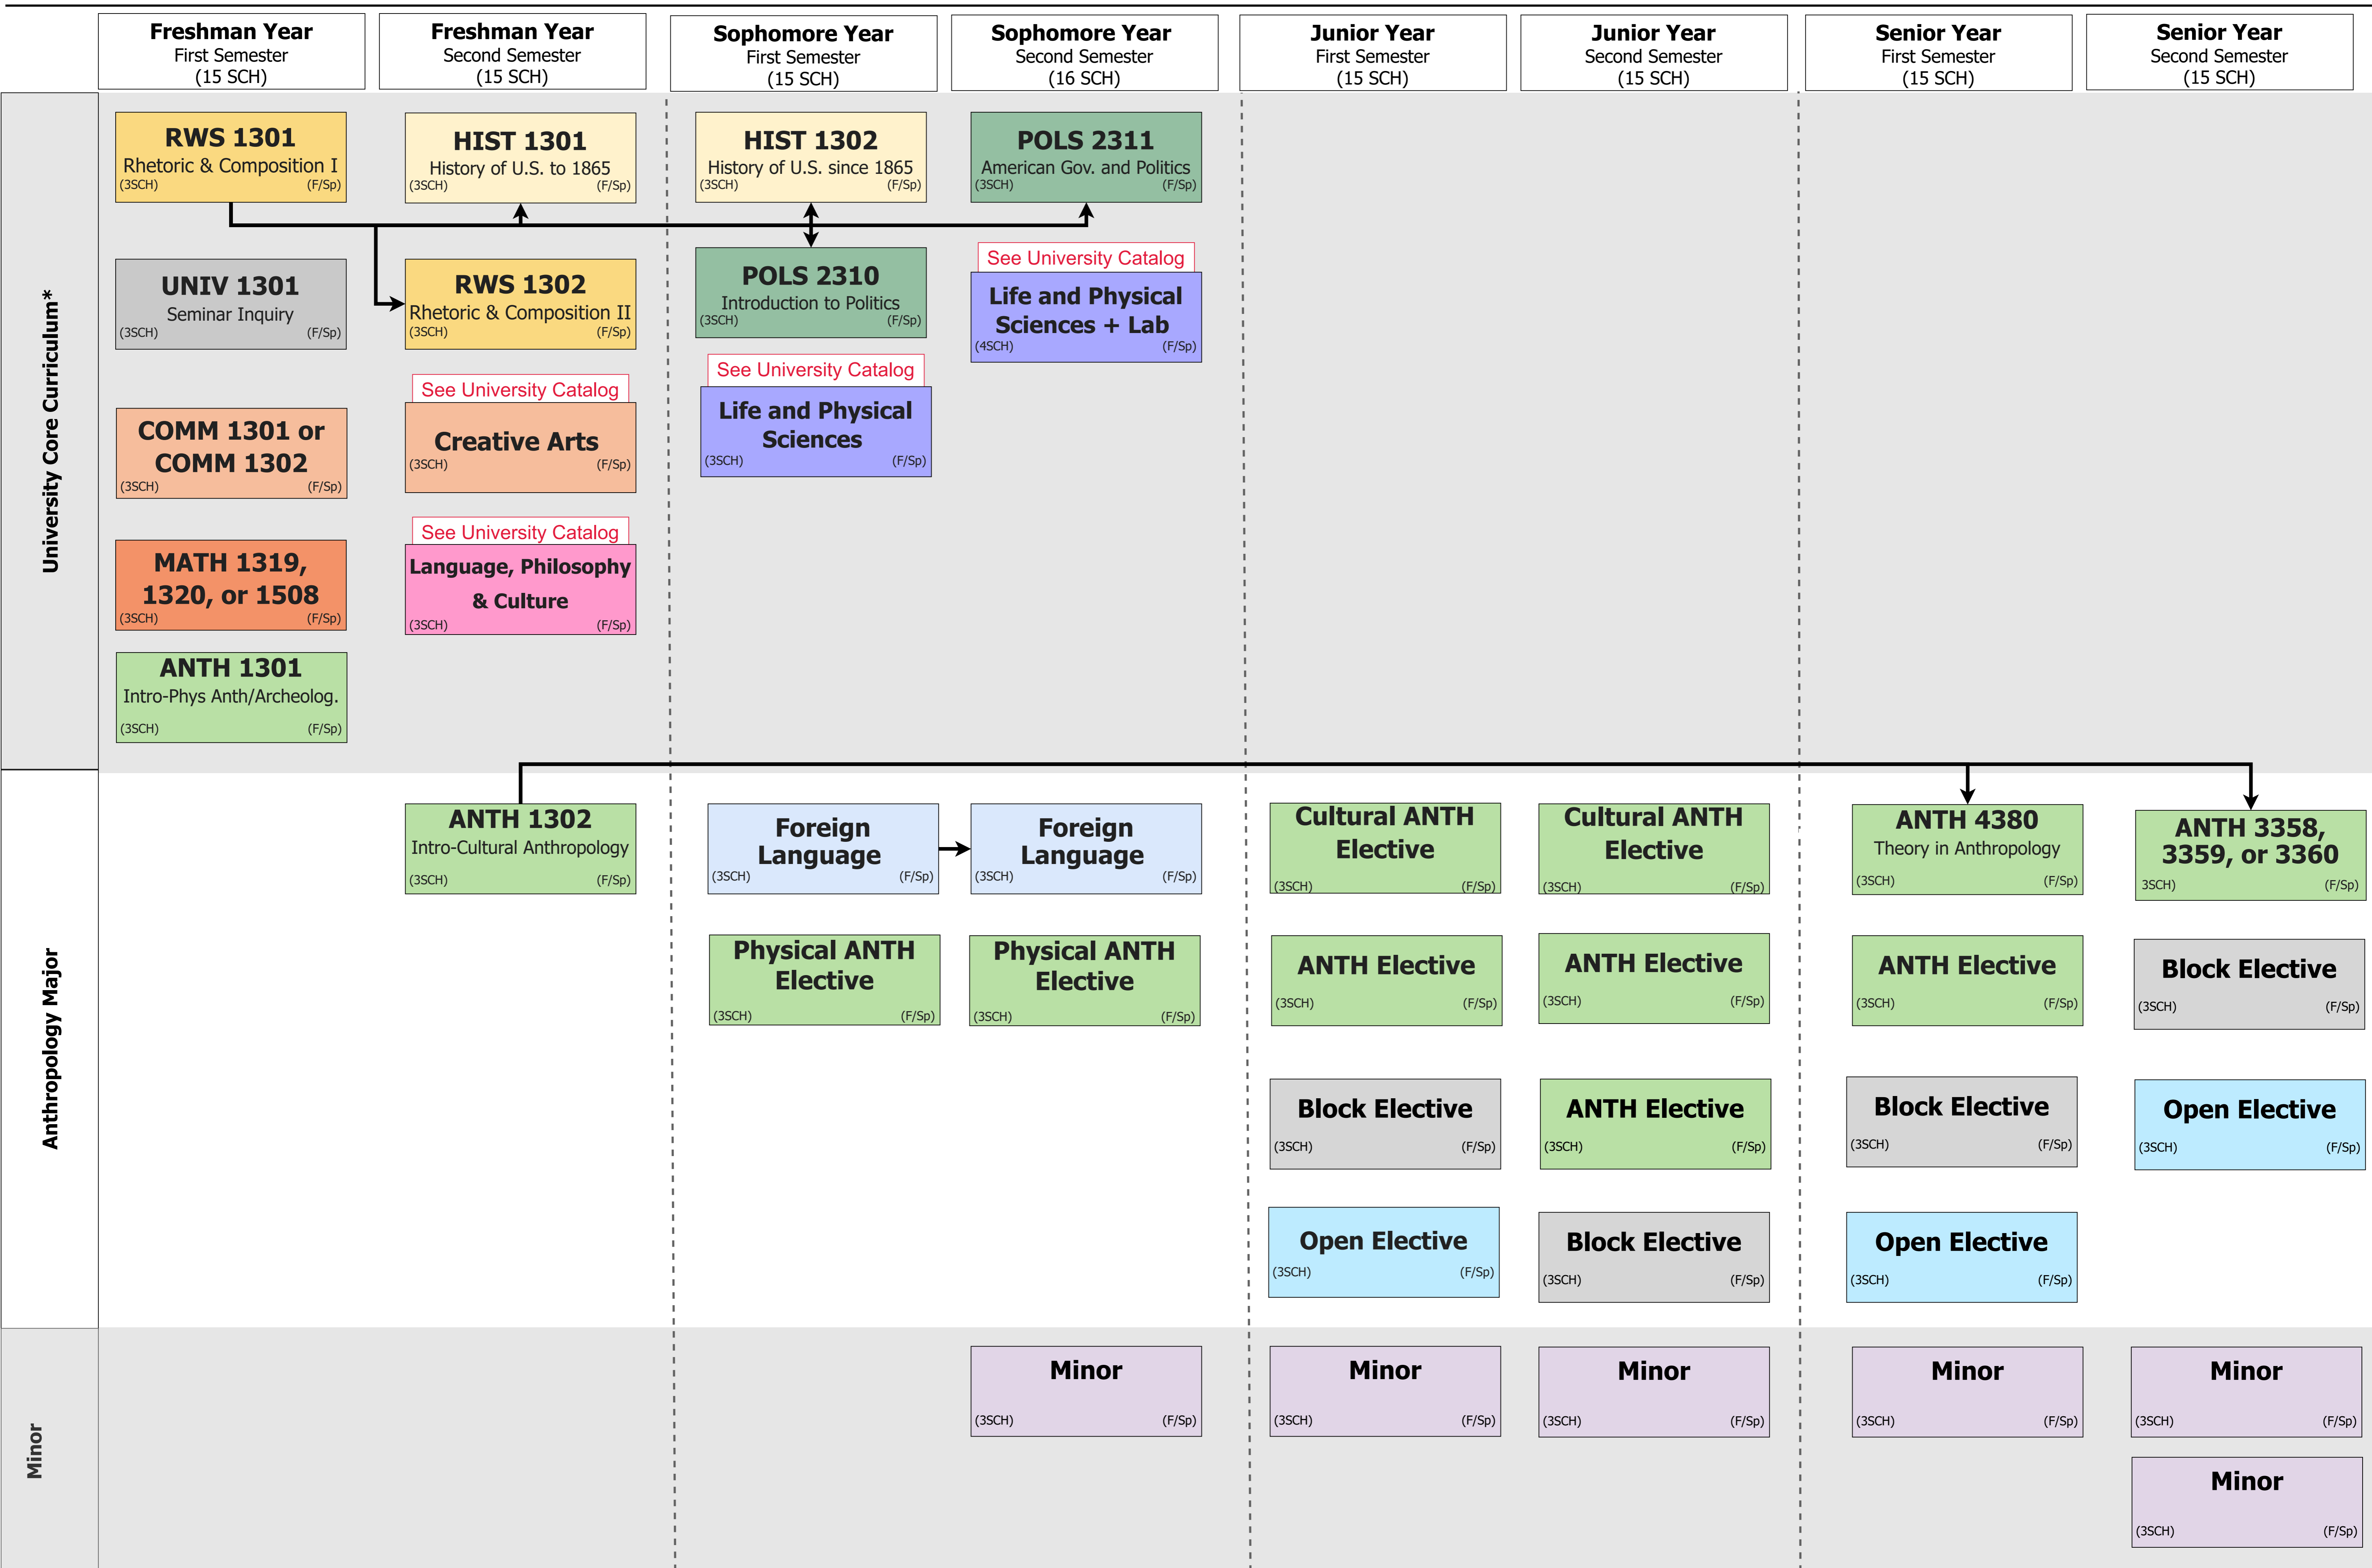 Freshman Year
First Semester
(15 SCH)
Freshman Year
Second Semester
(15 SCH)
Sophomore Year
First Semester
(15 SCH)
Sophomore Year
Second Semester
(16 SCH)
Junior Year
First Semester
(15 SCH)
Junior Year
Second Semester
(15 SCH)
Senior Year
First Semester
(15 SCH)
Senior Year
Second Semester
(15 SCH)
University Core Curriculum*
RWS 1301
Rhetoric & Composition I
(3SCH) (F/Sp)
HIST 1301
History of U.S. to 1865
(3SCH) (F/Sp)
HIST 1302
History of U.S. since 1865
(3SCH) (F/Sp)
POLS 2311
American Gov. and Politics
(3SCH) (F/Sp)
UNIV 1301
Seminar Inquiry
(3SCH) (F/Sp)
RWS 1302
Rhetoric & Composition II
(3SCH) (F/Sp)
POLS 2310
Introduction to Politics
(3SCH) (F/Sp)
See University Catalog
Life and Physical
Sciences + Lab
(4SCH) (F/Sp)
COMM 1301 or
COMM 1302
(3SCH) (F/Sp)
See University Catalog
Creative Arts
(3SCH) (F/Sp)
See University Catalog
Life and Physical
Sciences
(3SCH) (F/Sp)
MATH 1319,
1320, or 1508
(3SCH) (F/Sp)
See University Catalog
Language, Philosophy
& Culture
(3SCH) (F/Sp)
ANTH 1301
Intro-Phys Anth/Archeolog.
(3SCH) (F/Sp)
Anthropology Major
ANTH 1302
Intro-Cultural Anthropology
(3SCH) (F/Sp)
Foreign
Language
(3SCH) (F/Sp)
Foreign
Language
(3SCH) (F/Sp)
Cultural ANTH
Elective
(3SCH) (F/Sp)
Cultural ANTH
Elective
(3SCH) (F/Sp)
ANTH 4380
Theory in Anthropology
(3SCH) (F/Sp)
ANTH 3358,
3359, or 3360
3SCH) (F/Sp)
Physical ANTH
Elective
(3SCH) (F/Sp)
Physical ANTH
Elective
(3SCH) (F/Sp)
ANTH Elective
(3SCH) (F/Sp)
ANTH Elective
(3SCH) (F/Sp)
ANTH Elective
(3SCH) (F/Sp)
Block Elective
(3SCH) (F/Sp)
Block Elective
(3SCH) (F/Sp)
ANTH Elective
(3SCH) (F/Sp)
Block Elective
(3SCH) (F/Sp)
Open Elective
(3SCH) (F/Sp)
Open Elective
(3SCH) (F/Sp)
Block Elective
(3SCH) (F/Sp)
Open Elective
(3SCH) (F/Sp)
Minor
Minor
(3SCH) (F/Sp)
Minor
(3SCH) (F/Sp)
Minor
(3SCH) (F/Sp)
Minor
(3SCH) (F/Sp)
Minor
(3SCH) (F/Sp)
Minor
(3SCH) (F/Sp)